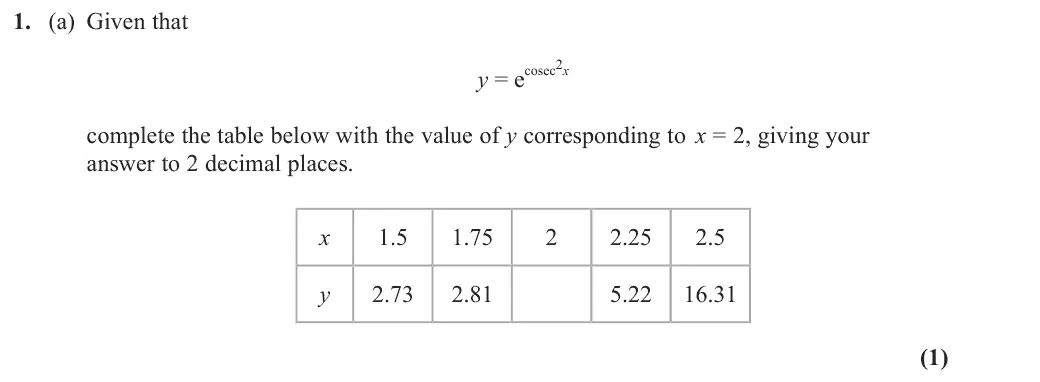 1. (a) Given that
y = e^cosec²x
complete the table below with the value of y corresponding to x = 2, giving your
answer to 2 decimal places.
x 1.5 1.75 2 2.25 2.5
y 2.73 2.81 5.22 16.31
(1)